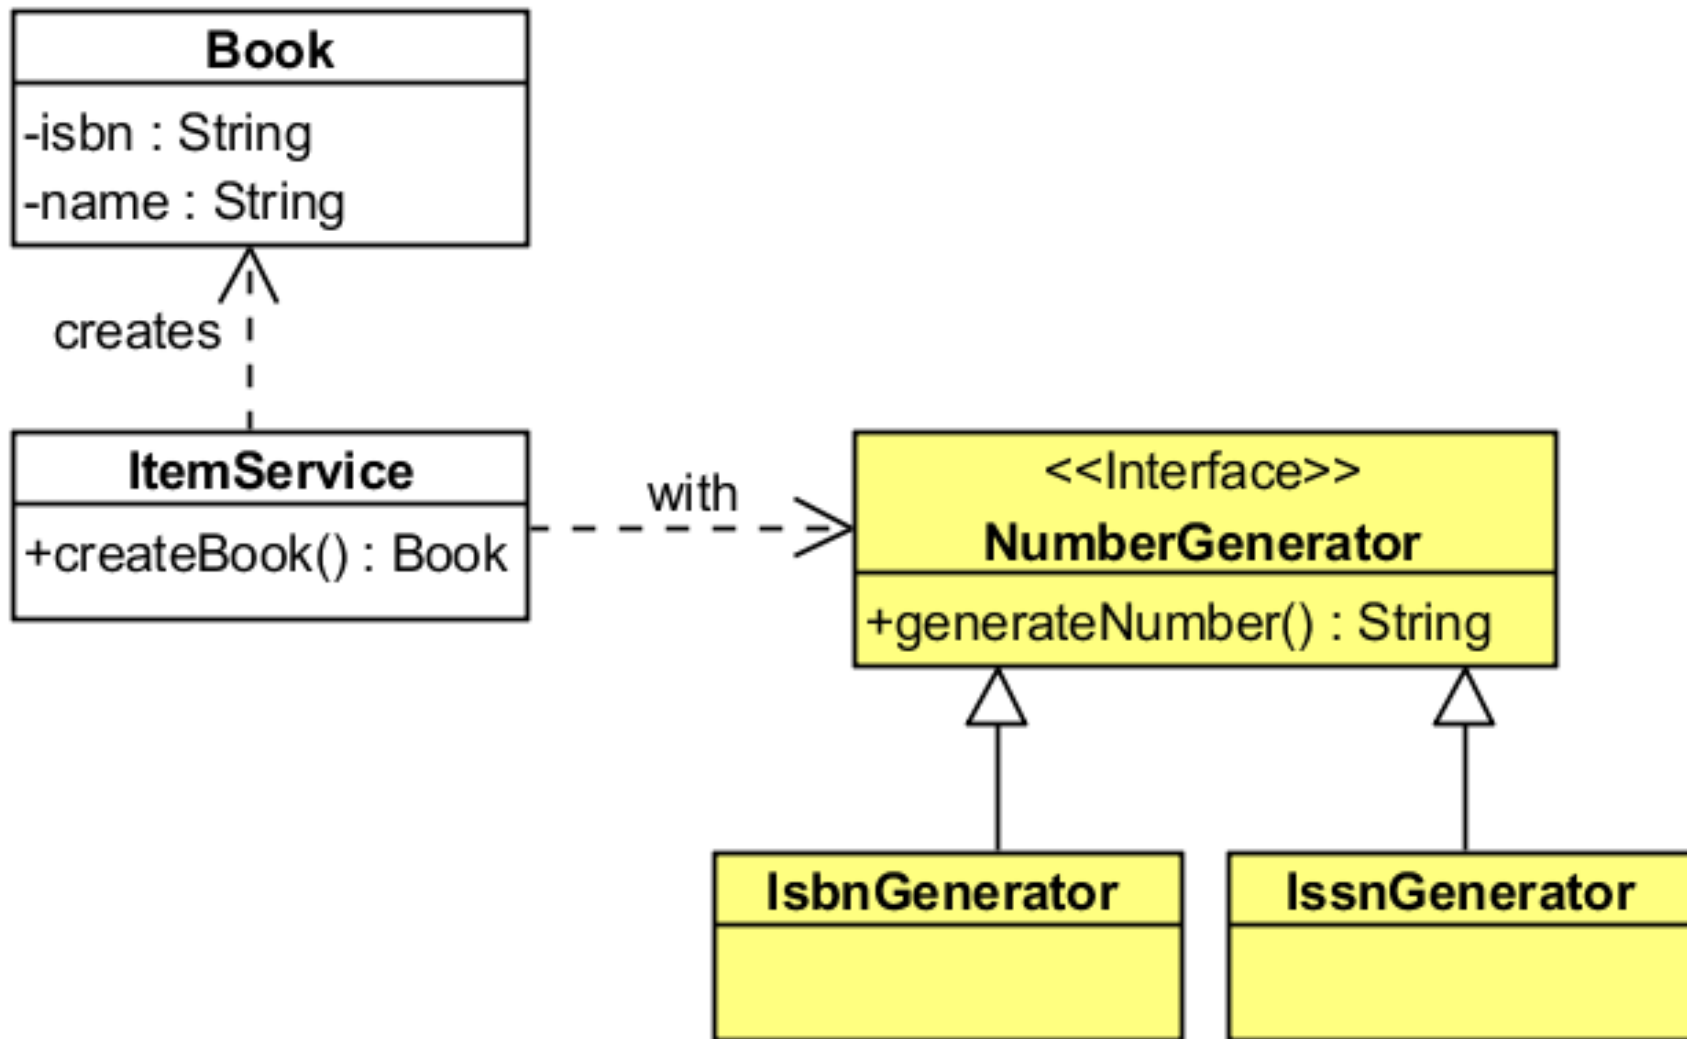 Book
-isbn : String
-name : String
creates
ItemService
+createBook() : Book
with
<<Interface>>
NumberGenerator
+generateNumber() : String
IsbnGenerator
IssnGenerator